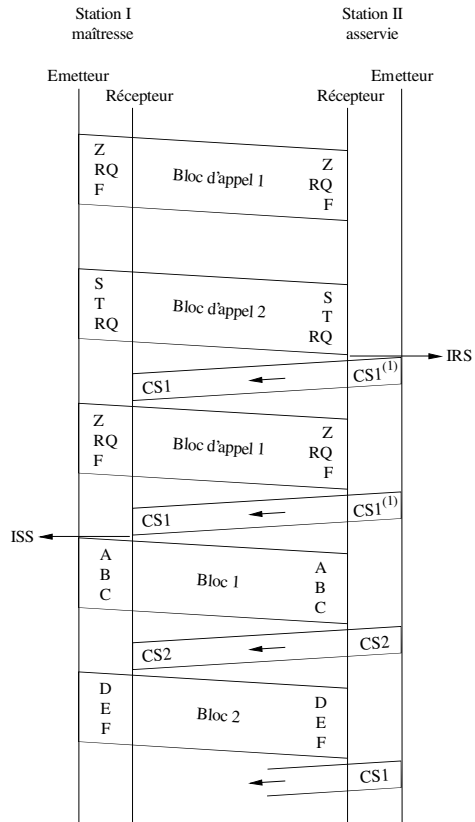 Station I
maîtresse
Station II
asservie
Emetteur
Récepteur
Récepteur
Emetteur
Z
RQ
F
Bloc d'appel 1
Z
RQ
F
S
T
RQ
Bloc d'appel 2
S
T
RQ
IRS
CS1
CS1(1)
Z
RQ
F
Bloc d'appel 1
Z
RQ
F
CS1
CS1(1)
ISS
A
B
C
Bloc 1
A
B
C
CS2
CS2
D
E
F
Bloc 2
D
E
F
CS1